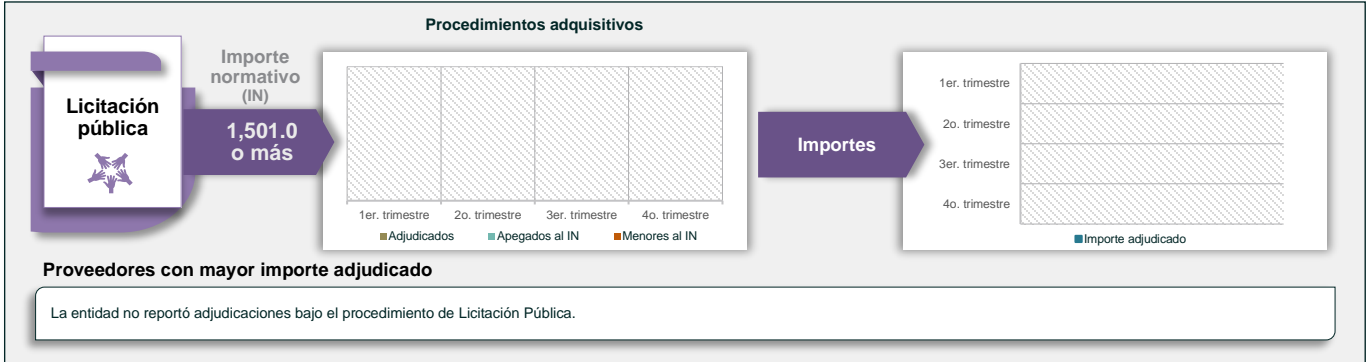 Procedimientos adquisitivos
Licitación
pública
Importe
normativo
(IN)
1,501.0
o más
1er. trimestre
2o. trimestre
3er. trimestre
4o. trimestre
Adjudicados
Apegados al IN
Menores al IN
Importes
1er. trimestre
2o. trimestre
3er. trimestre
4o. trimestre
Importe adjudicado
Proveedores con mayor importe adjudicado
La entidad no reportó adjudicaciones bajo el procedimiento de Licitación Pública.